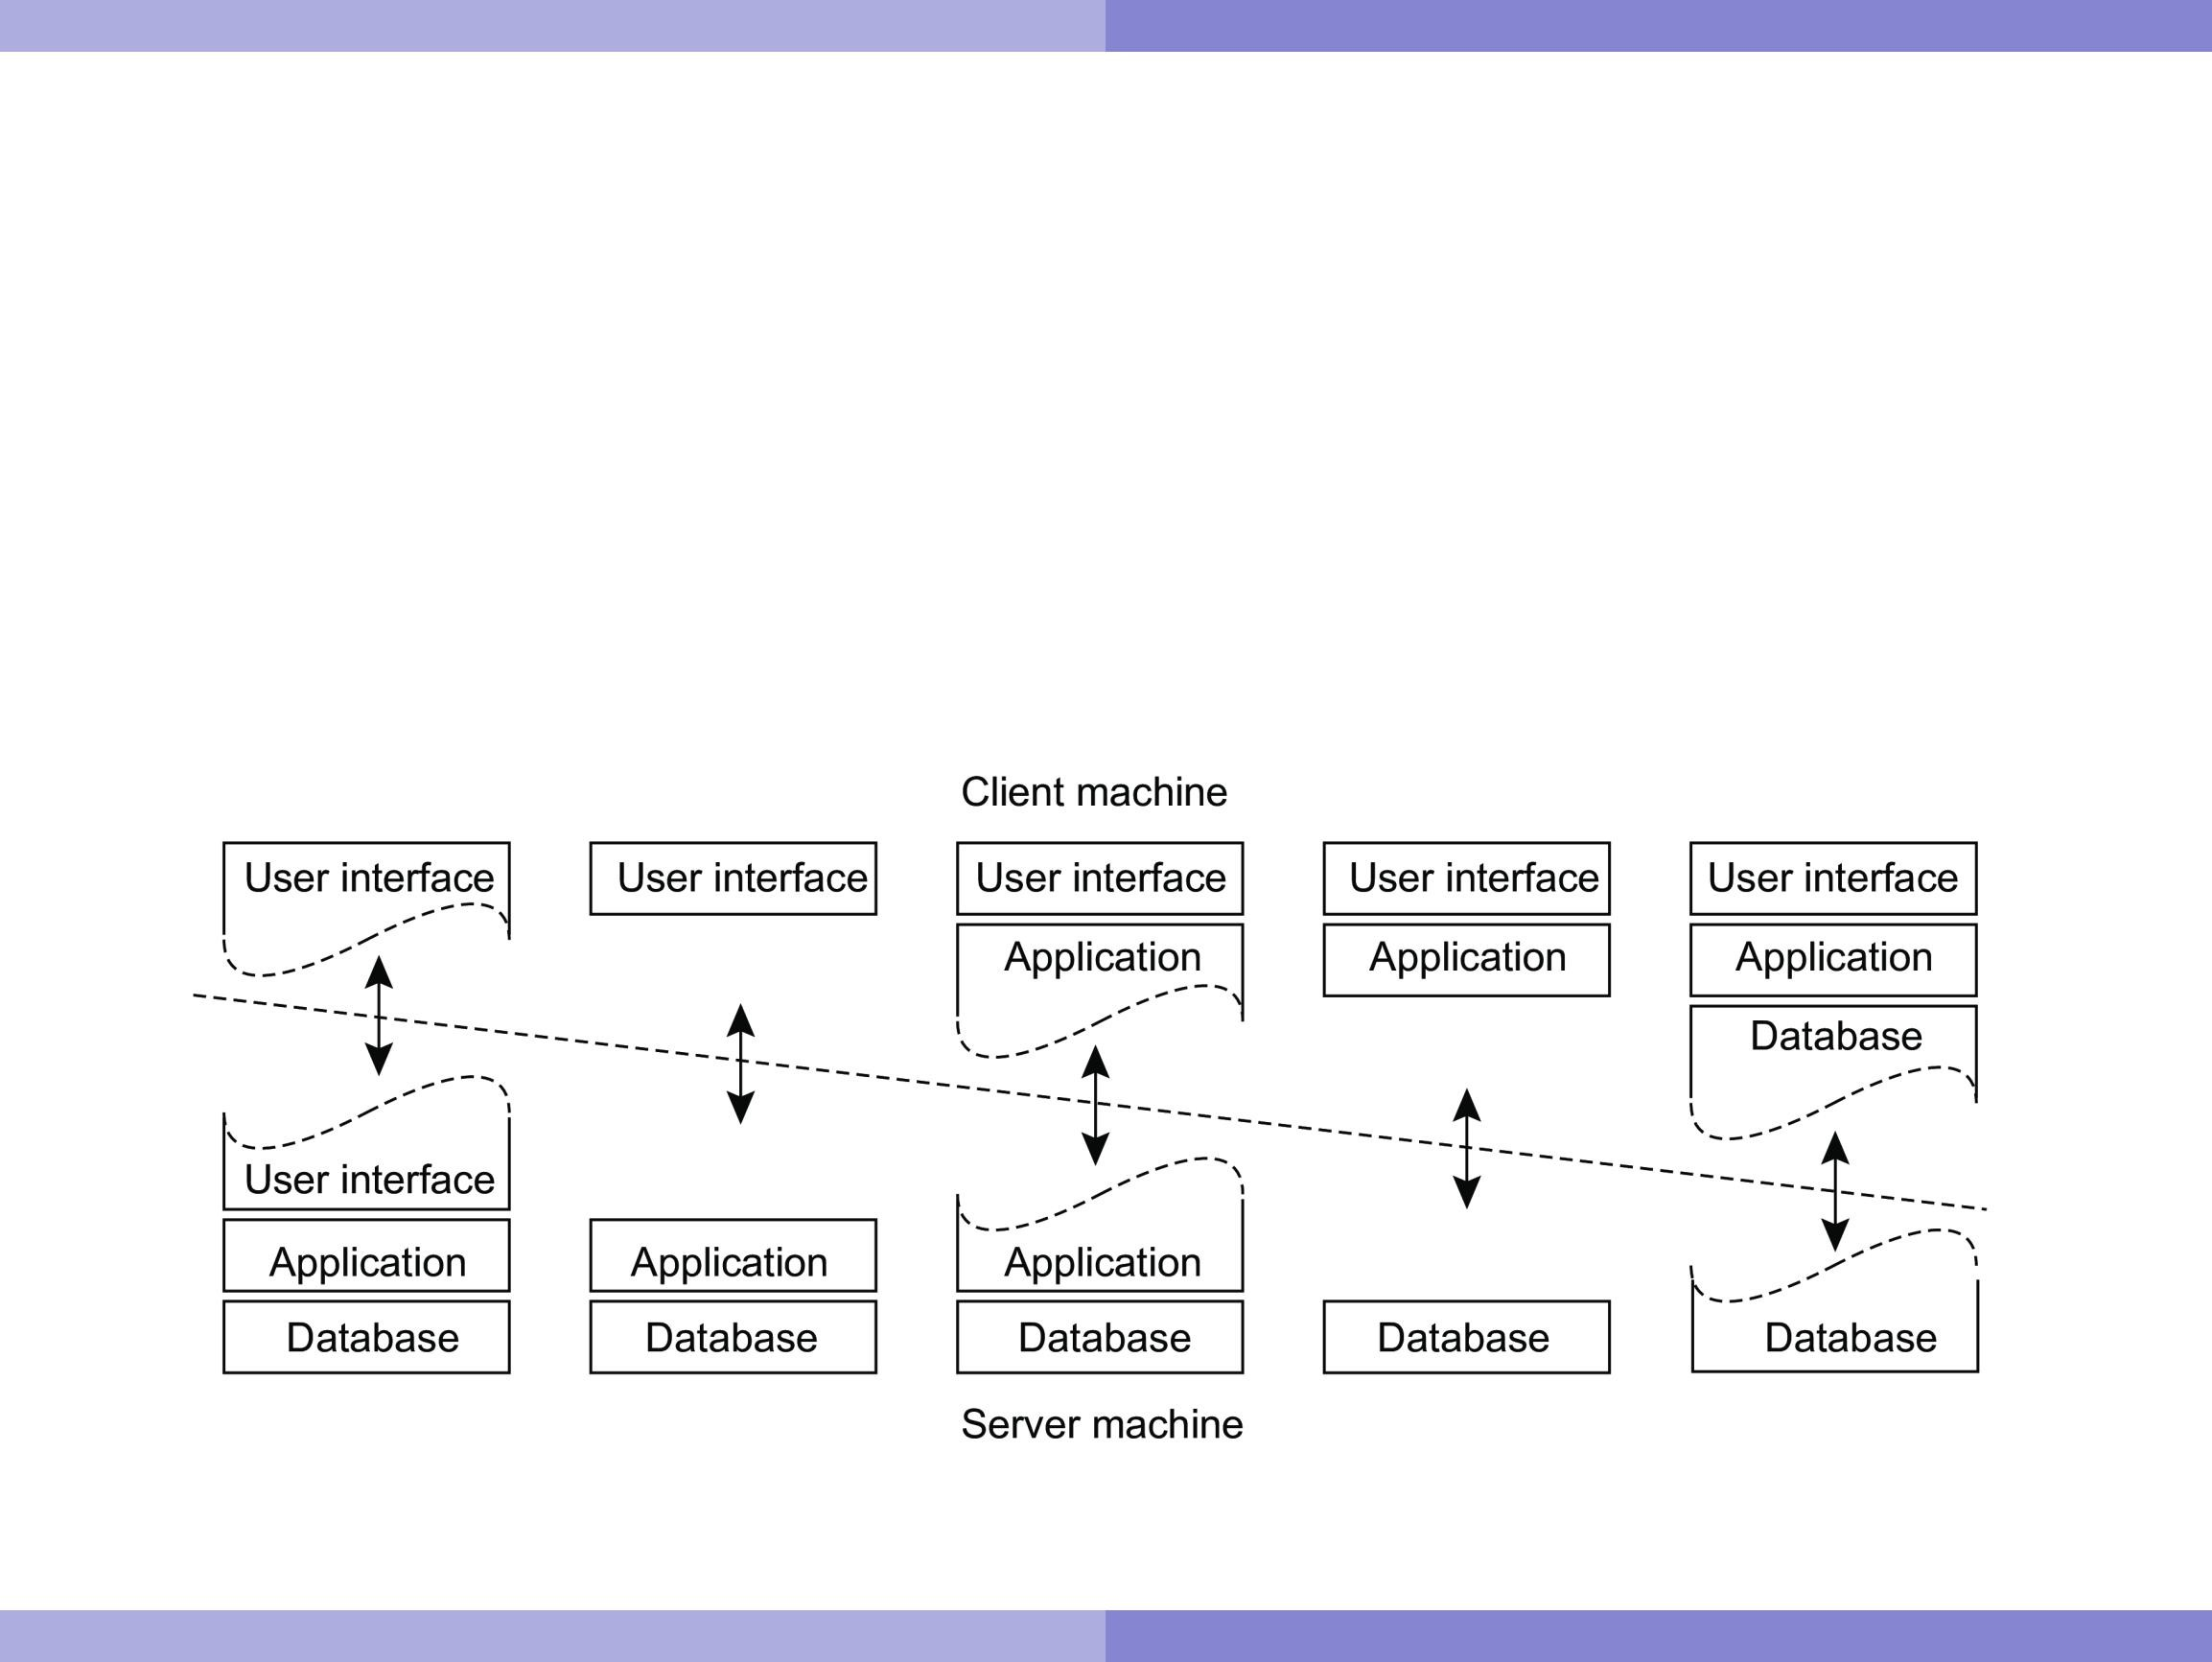 Client machine
User interface
User interface
User interface
User interface
User interface
Application
Application
Application
Database
User interface
Application
Application
Application
Database
Database
Database
Database
Database
Server machine